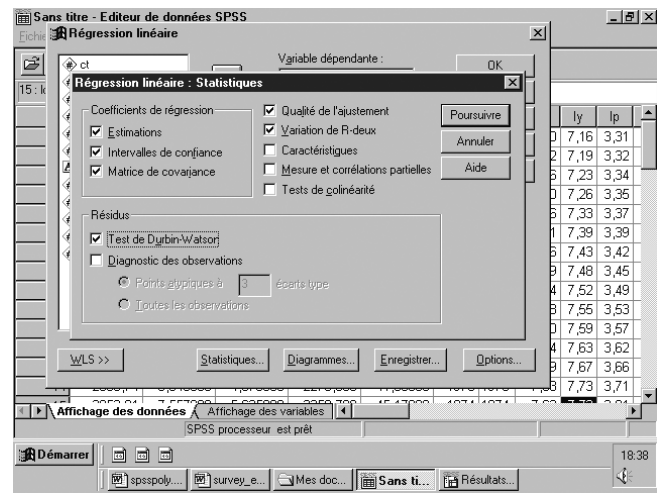 Sans titre - Editeur de données SPSS
Régression linéaire
Variable dépendante :
ct
OK
Régression linéaire : Statistiques
Coefficients de régression
Estimations
Intervalles de confiance
Matrice de covariance
Qualité de l'ajustement
Variation de R-deux
Caractéristiques
Mesure et corrélations partielles
Tests de colinéarité
Poursuivre
Annuler
Aide
Résidus
Test de Durbin-Watson
Diagnostic des observations
Points atypiques à 3 écarts type
Toutes les observations
WLS >> Statistiques... Diagrammes... Enregistrer... Options...
ly lp
7,16 3,31
7,19 3,32
7,23 3,34
7,26 3,35
7,33 3,37
7,39 3,39
7,43 3,42
7,48 3,45
7,52 3,49
7,55 3,53
7,59 3,57
7,63 3,62
7,67 3,66
7,73 3,71
Affichage des données Affichage des variables
SPSS processeur est prêt
Démarrer 18:38
spsspoly.... survey_e... Mes doc... Sans ti... Résultats...